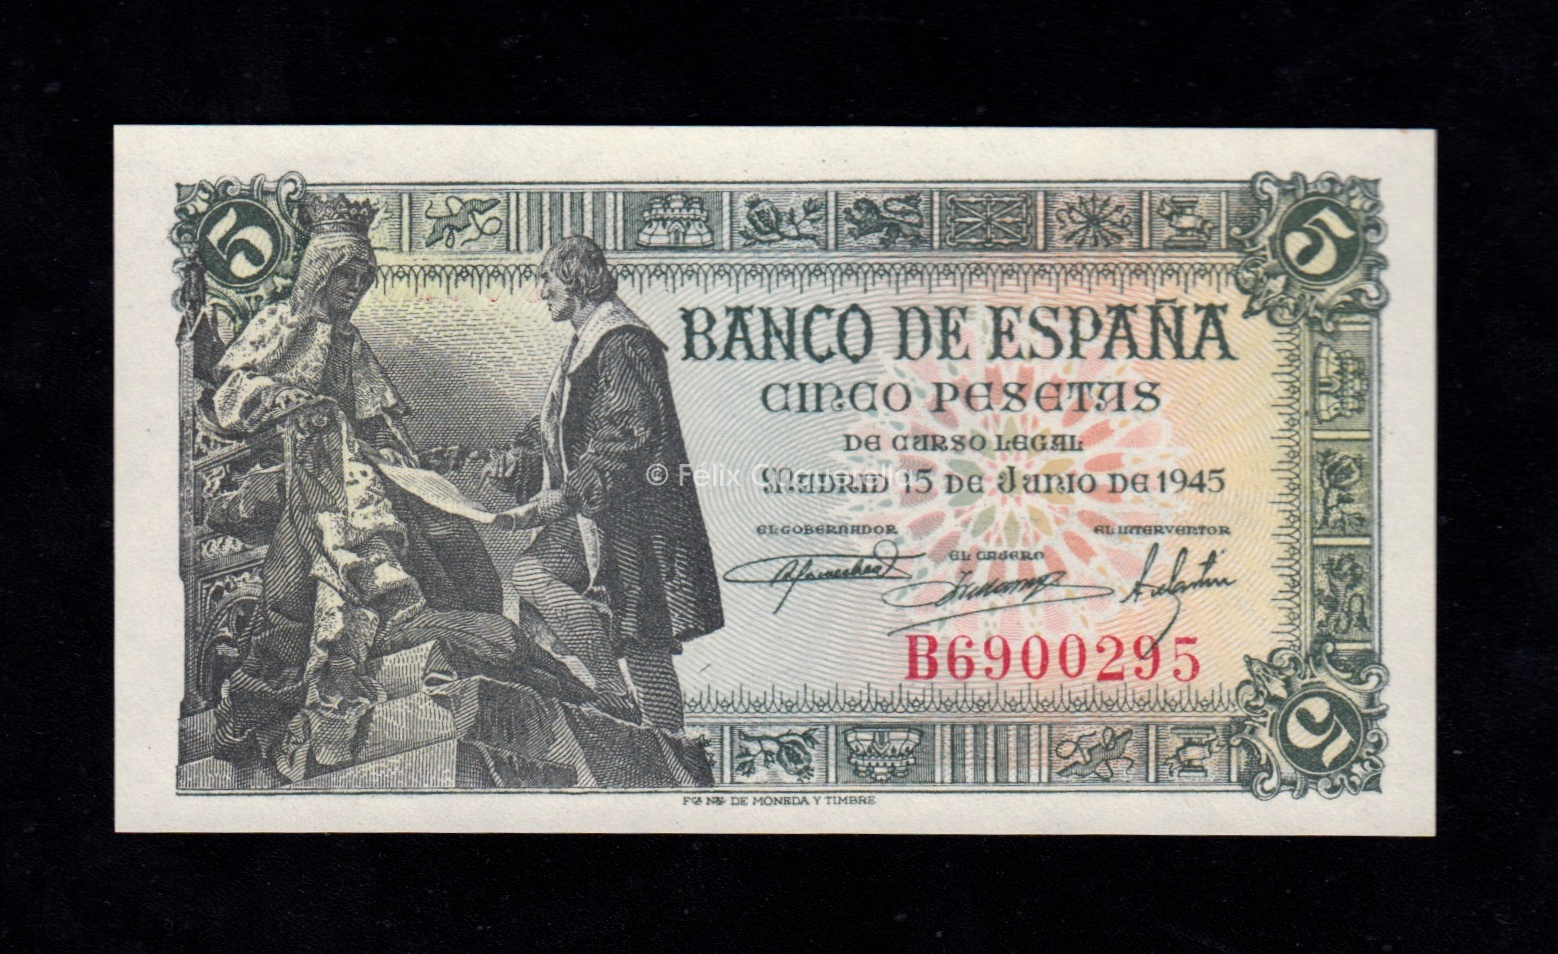 5 5
BANCO DE ESPAÑA
CINCO PESETAS
DE CURSO LEGAL
MADRID 15 DE JUNIO DE 1945
EL GOBERNADOR EL CAJERO EL INTERVENTOR
B6900295
5
Fca. Nal. DE MONEDA Y TIMBRE
© Félix